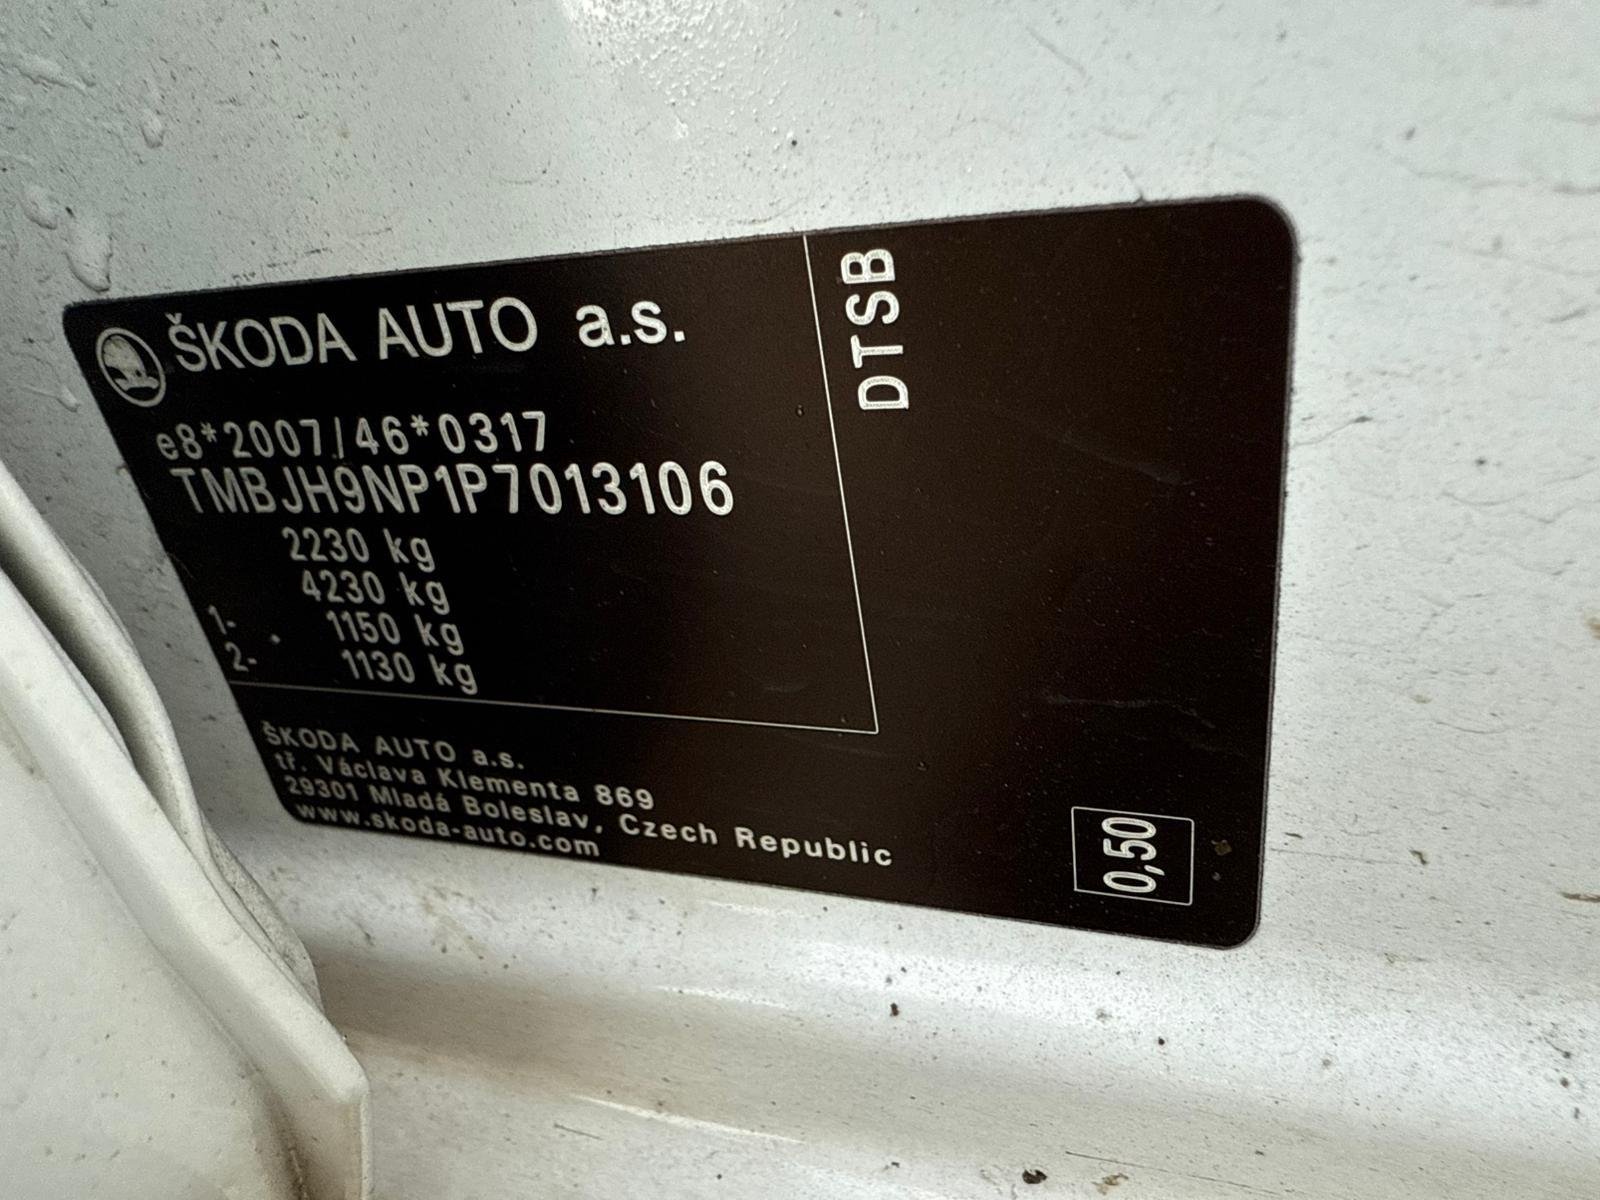 ŠKODA AUTO a.s.
e8*2007/46*0317
TMBJH9NP1P7013106
2230 kg
4230 kg
1- 1150 kg
2- 1130 kg
DTSB
ŠKODA AUTO a.s.
tř. Václava Klementa 869
29301 Mladá Boleslav, Czech Republic
www.skoda-auto.com
0,50